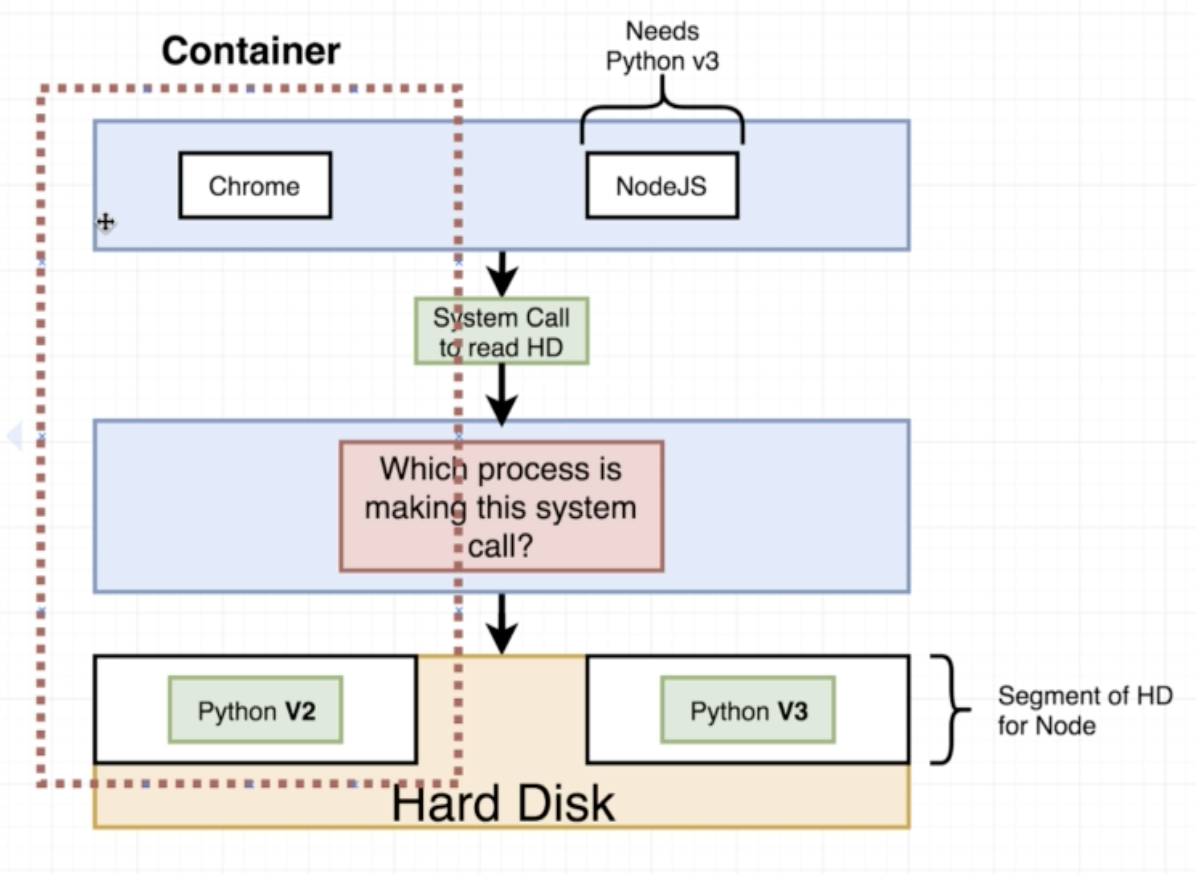 Container
Needs
Python v3
Chrome
NodeJS
System Call
to read HD
Which process is
making this system
call?
Python V2
Python V3
Segment of HD
for Node
Hard Disk